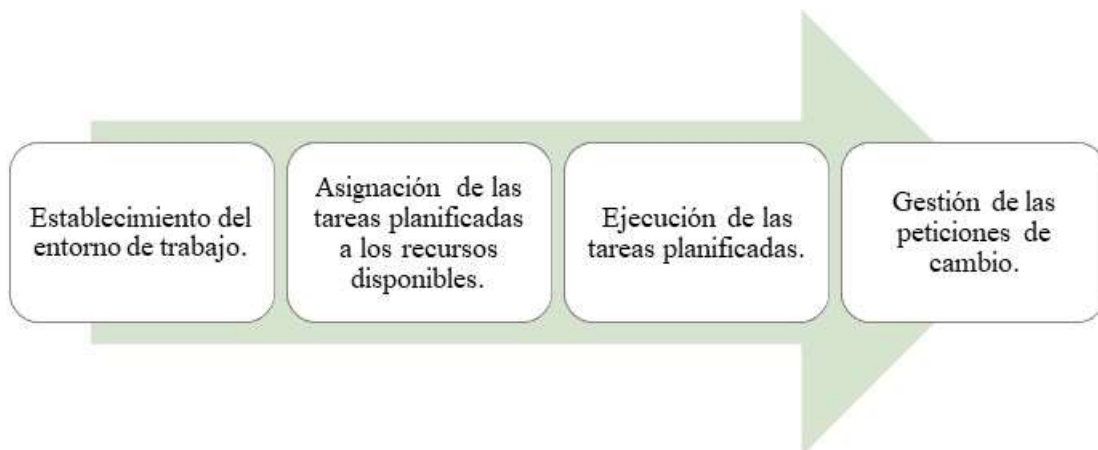 Establecimiento del
entorno de trabajo.
Asignación de las
tareas planificadas
a los recursos
disponibles.
Ejecución de las
tareas planificadas.
Gestión de las
peticiones de
cambio.